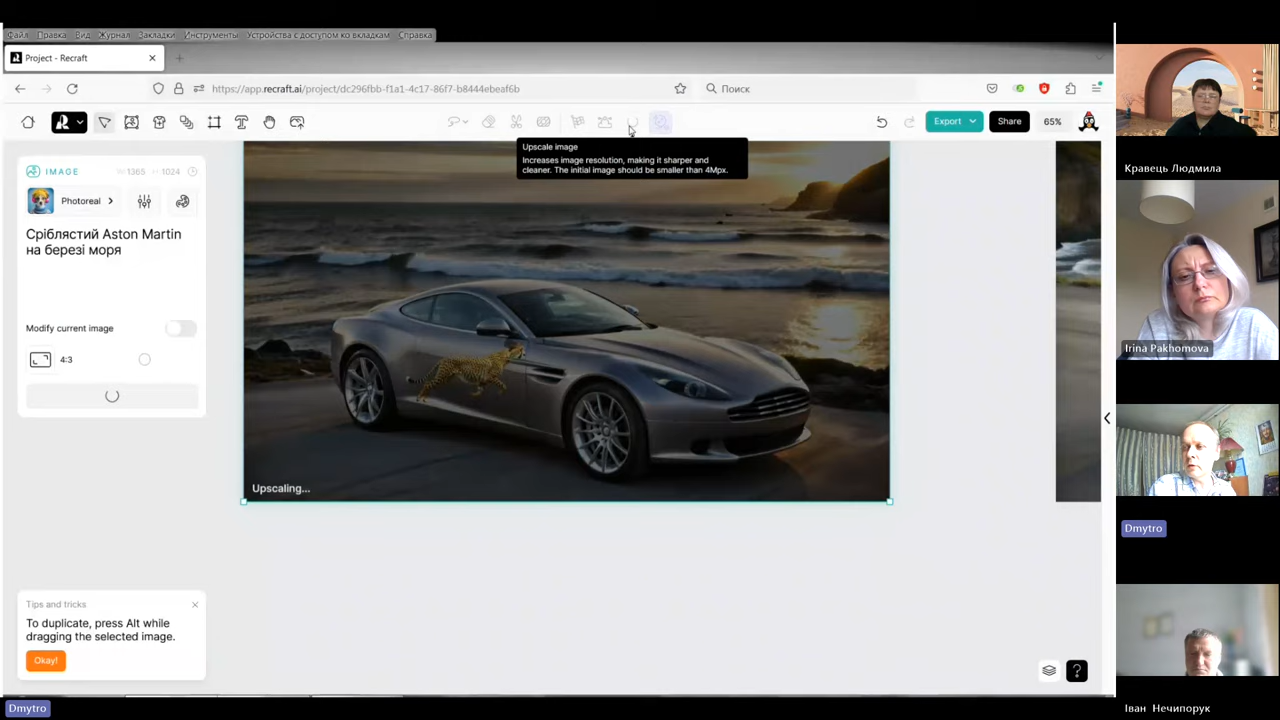 Файл Правка Вид Журнал Закладки Инструменты Устройства с доступом ко вкладкам Справка
Project - Recraft
https://app.recraft.ai/project/dc296fbb-f1a1-4c17-86f7-b8444ebeaf6b
Поиск
Export
Share
65%
Upscale image
Increases image resolution, making it sharper and
cleaner. The initial image should be smaller than 4Mpx.
IMAGE
W 1365 H 1024
Photoreal
Сріблястий Aston Martin
на березі моря
Modify current image
4:3
Upscaling...
Tips and tricks
To duplicate, press Alt while
dragging the selected image.
Okay!
?
Dmytro
Кравець Людмила
Irina Pakhomova
Dmytro
Іван Нечипорук